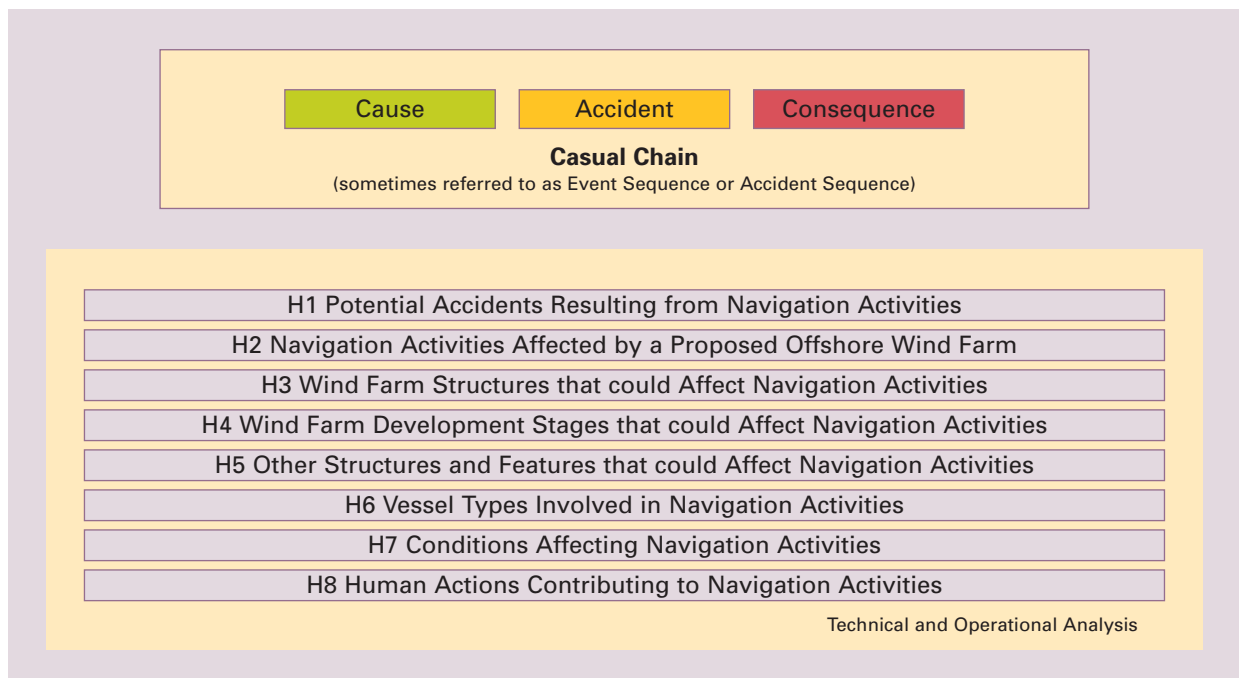 Cause Accident Consequence
Casual Chain
(sometimes referred to as Event Sequence or Accident Sequence)
H1 Potential Accidents Resulting from Navigation Activities
H2 Navigation Activities Affected by a Proposed Offshore Wind Farm
H3 Wind Farm Structures that could Affect Navigation Activities
H4 Wind Farm Development Stages that could Affect Navigation Activities
H5 Other Structures and Features that could Affect Navigation Activities
H6 Vessel Types Involved in Navigation Activities
H7 Conditions Affecting Navigation Activities
H8 Human Actions Contributing to Navigation Activities
Technical and Operational Analysis